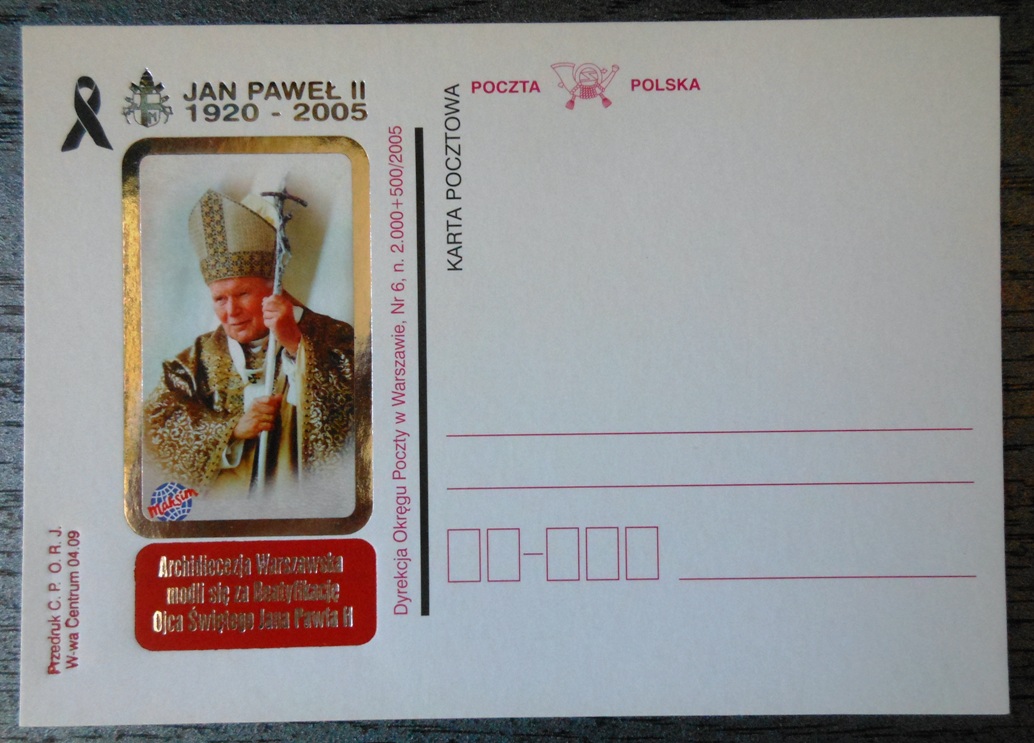 JAN PAWEŁ II
1920 - 2005
maksim
Archidiecezja Warszawska
modli się za Beatyfikację
Ojca Świętego Jana Pawła II
Przedruk C. P. O. R. J.
W-wa Centrum 04.09
Dyrekcja Okręgu Poczty w Warszawie, Nr 6, n. 2.000+500/2005
KARTA POCZTOWA
POCZTA POLSKA